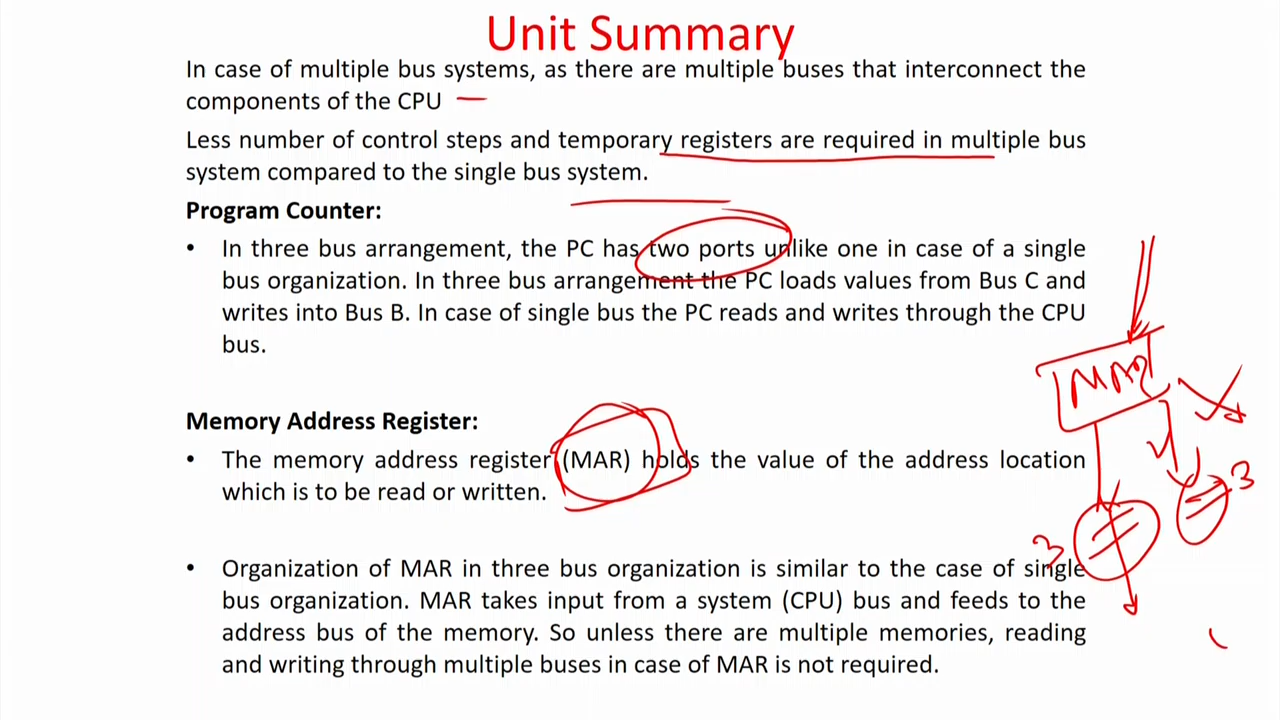 Unit Summary
In case of multiple bus systems, as there are multiple buses that interconnect the
components of the CPU
Less number of control steps and temporary registers are required in multiple bus
system compared to the single bus system.
Program Counter:
• In three bus arrangement, the PC has two ports unlike one in case of a single
bus organization. In three bus arrangement the PC loads values from Bus C and
writes into Bus B. In case of single bus the PC reads and writes through the CPU
bus.
MAR
Memory Address Register:
• The memory address register (MAR) holds the value of the address location
which is to be read or written.
3
3
• Organization of MAR in three bus organization is similar to the case of single
bus organization. MAR takes input from a system (CPU) bus and feeds to the
address bus of the memory. So unless there are multiple memories, reading
and writing through multiple buses in case of MAR is not required.